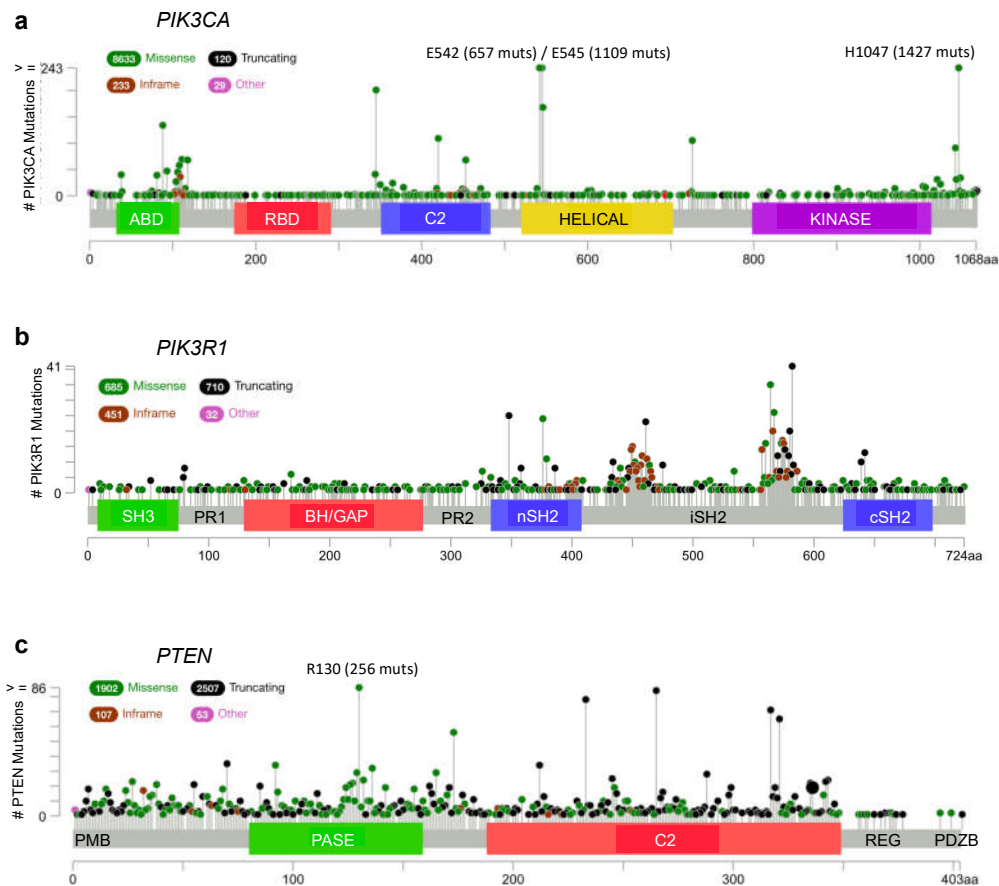 a
PIK3CA
E542 (657 muts) / E545 (1109 muts)
H1047 (1427 muts)
8633 Missense 120 Truncating
233 Inframe 29 Other
# PIK3CA Mutations
> =
243
0
ABD RBD C2 HELICAL KINASE
0 200 400 600 800 1000 1068aa
b
PIK3R1
685 Missense 710 Truncating
451 Inframe 32 Other
# PIK3R1 Mutations
41
0
SH3 PR1 BH/GAP PR2 nSH2 iSH2 cSH2
0 100 200 300 400 500 600 724aa
c
PTEN
R130 (256 muts)
1902 Missense 2507 Truncating
107 Inframe 53 Other
# PTEN Mutations
> =
86
0
PMB PASE C2 REG PDZB
0 100 200 300 403aa